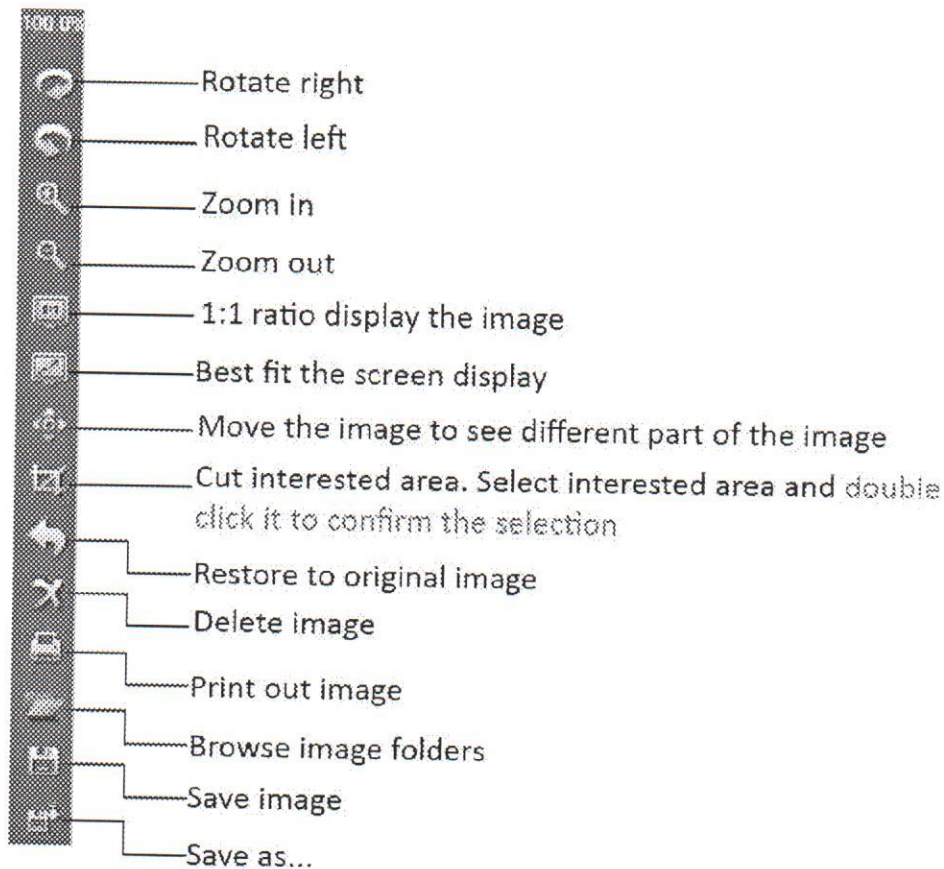 100.0%
Rotate right
Rotate left
Zoom in
Zoom out
1:1 ratio display the image
Best fit the screen display
Move the image to see different part of the image
Cut interested area. Select interested area and double
click it to confirm the selection
Restore to original image
Delete image
Print out image
Browse image folders
Save image
Save as...